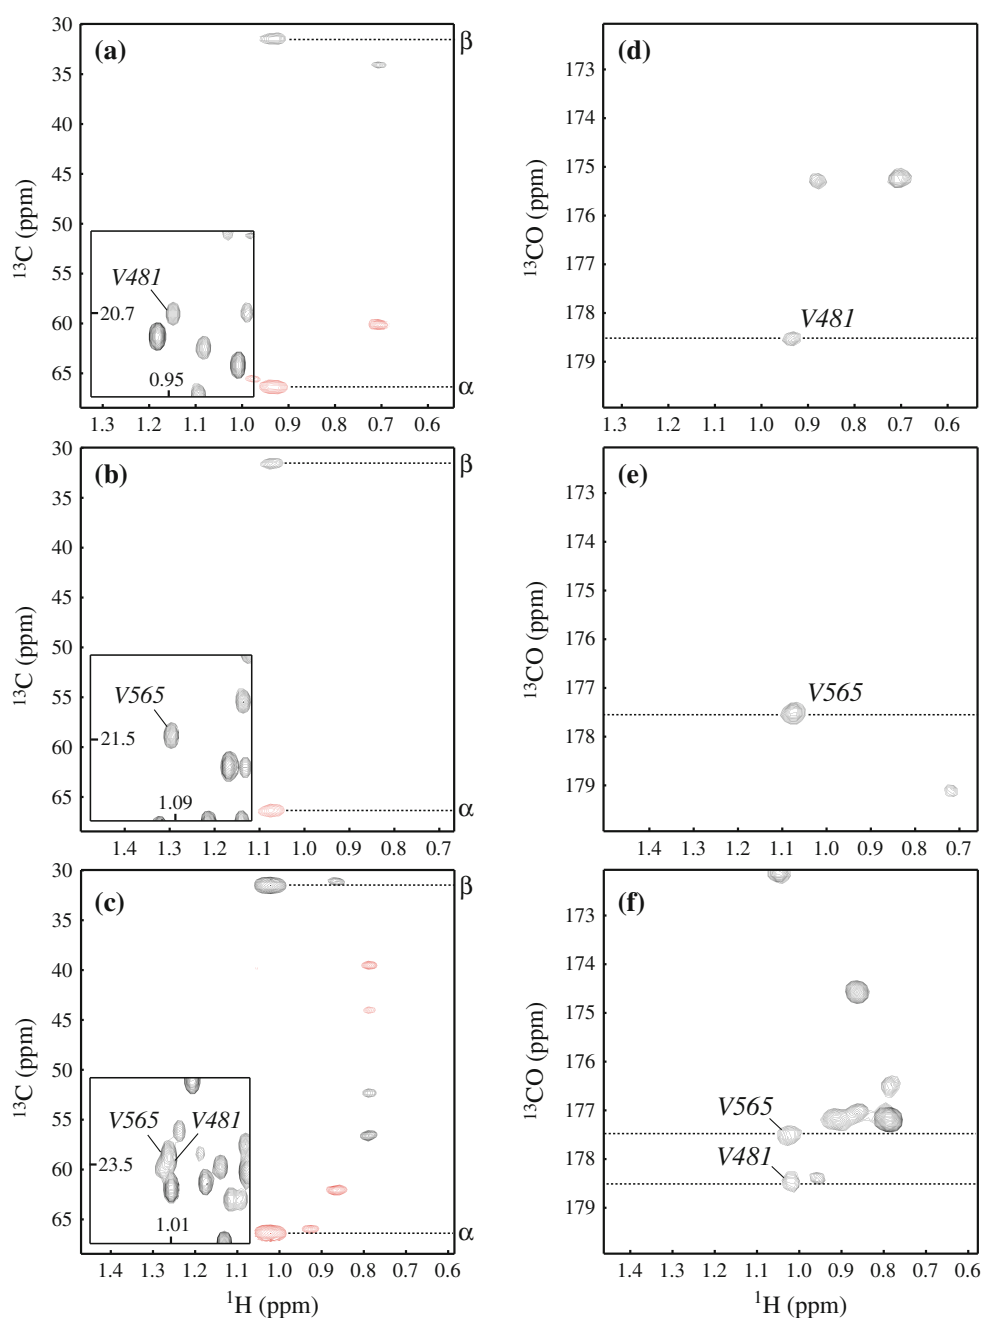 (a)
30
35
40
45
50
55
60
65
¹³C (ppm)
β
α
V481
20.7
0.95
1.3 1.2 1.1 1.0 0.9 0.8 0.7 0.6
(d)
173
174
175
176
177
178
179
¹³CO (ppm)
V481
1.3 1.2 1.1 1.0 0.9 0.8 0.7 0.6
(b)
30
35
40
45
50
55
60
65
¹³C (ppm)
β
α
V565
21.5
1.09
1.4 1.3 1.2 1.1 1.0 0.9 0.8 0.7
(e)
173
174
175
176
177
178
179
¹³CO (ppm)
V565
1.4 1.3 1.2 1.1 1.0 0.9 0.8 0.7
(c)
30
35
40
45
50
55
60
65
¹³C (ppm)
β
α
V565 V481
23.5
1.01
1.4 1.3 1.2 1.1 1.0 0.9 0.8 0.7
¹H (ppm)
(f)
173
174
175
176
177
178
179
¹³CO (ppm)
V565
V481
1.4 1.3 1.2 1.1 1.0 0.9 0.8 0.7 0.6
¹H (ppm)